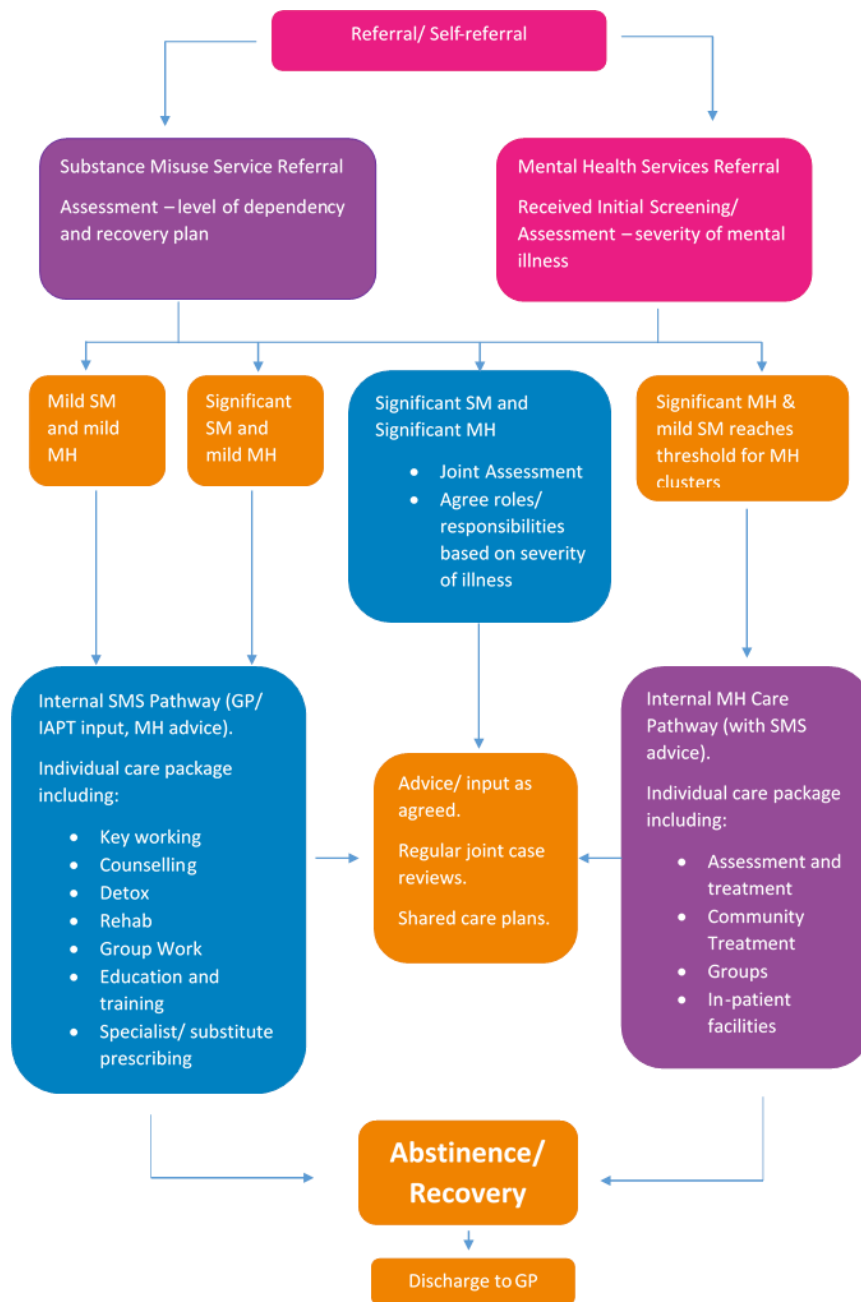 Referral/ Self-referral
Substance Misuse Service Referral
Assessment – level of dependency
and recovery plan
Mental Health Services Referral
Received Initial Screening/
Assessment – severity of mental
illness
Mild SM
and mild
MH
Significant
SM and
mild MH
Significant SM and
Significant MH
• Joint Assessment
• Agree roles/
responsibilities
based on severity
of illness
Significant MH &
mild SM reaches
threshold for MH
clusters
Internal SMS Pathway (GP/
IAPT input, MH advice).
Individual care package
including:
• Key working
• Counselling
• Detox
• Rehab
• Group Work
• Education and
training
• Specialist/ substitute
prescribing
Advice/ input as
agreed.
Regular joint case
reviews.
Shared care plans.
Internal MH Care
Pathway (with SMS
advice).
Individual care package
including:
• Assessment and
treatment
• Community
Treatment
• Groups
• In-patient
facilities
Abstinence/
Recovery
Discharge to GP